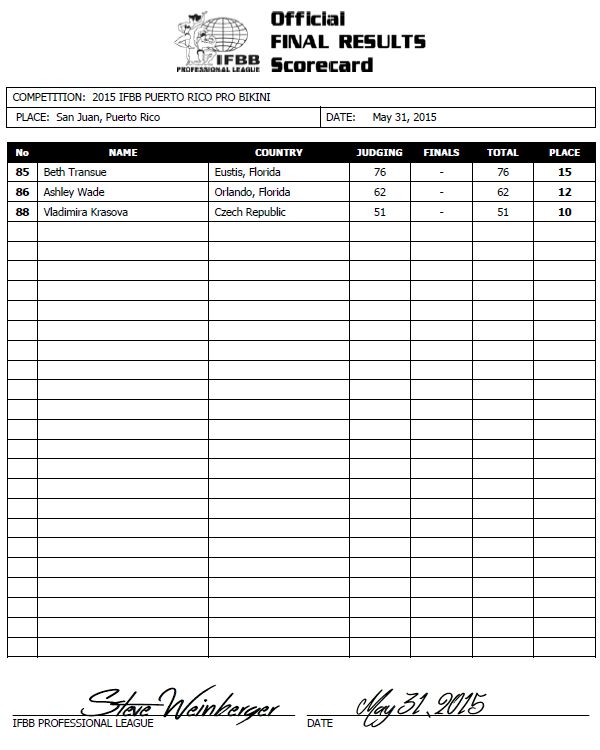 Official
FINAL RESULTS
Scorecard
IFBB
PROFESSIONAL LEAGUE
COMPETITION: 2015 IFBB PUERTO RICO PRO BIKINI
PLACE: San Juan, Puerto Rico DATE: May 31, 2015
No NAME COUNTRY JUDGING FINALS TOTAL PLACE
85 Beth Transue Eustis, Florida 76 - 76 15
86 Ashley Wade Orlando, Florida 62 - 62 12
88 Vladimira Krasova Czech Republic 51 - 51 10
Steve Weinberger May 31, 2015
IFBB PROFESSIONAL LEAGUE DATE